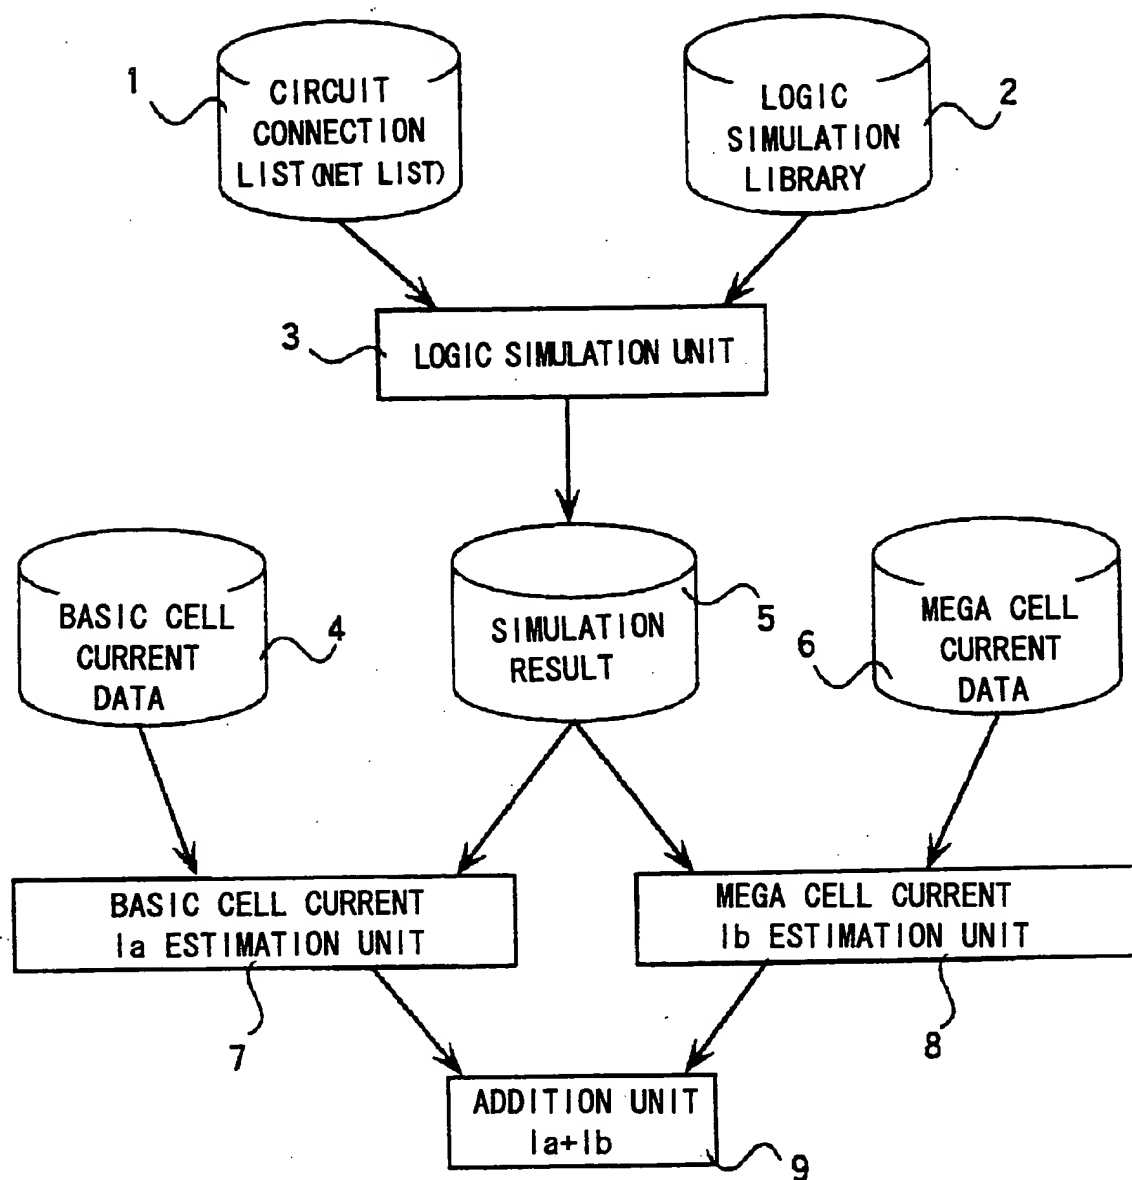 1
CIRCUIT
CONNECTION
LIST (NET LIST)
2
LOGIC
SIMULATION
LIBRARY
3
LOGIC SIMULATION UNIT
BASIC CELL
CURRENT
DATA
4
SIMULATION
RESULT
5
MEGA CELL
CURRENT
DATA
6
BASIC CELL CURRENT
Ia ESTIMATION UNIT
7
MEGA CELL CURRENT
Ib ESTIMATION UNIT
8
ADDITION UNIT
Ia+Ib
9